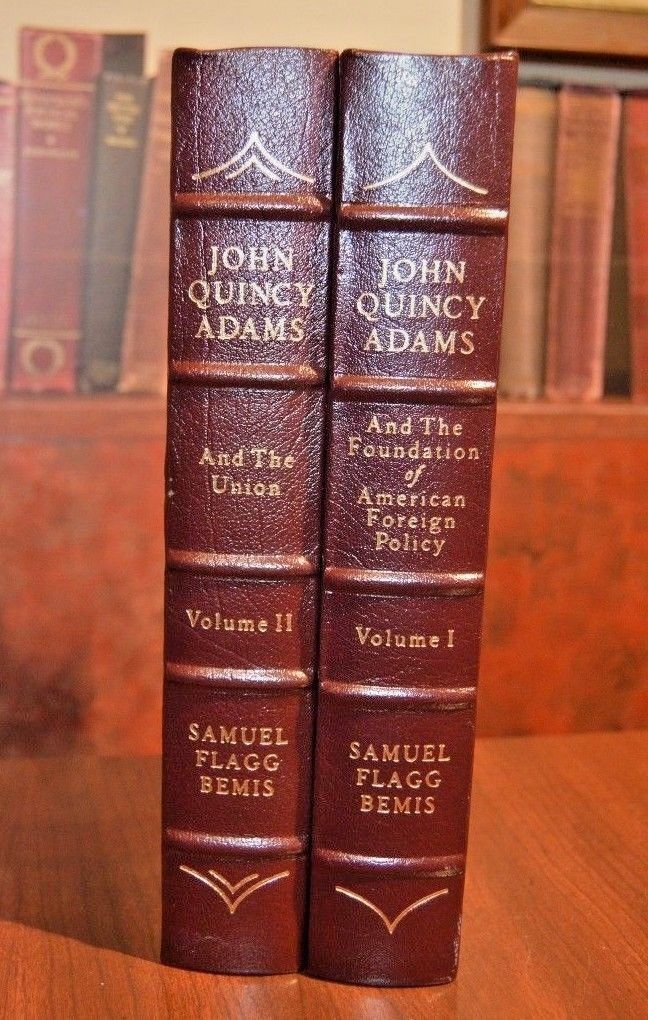 JOHN
QUINCY
ADAMS
And The
Union
Volume II
SAMUEL
FLAGG
BEMIS
JOHN
QUINCY
ADAMS
And The
Foundation
of
American
Foreign
Policy
Volume I
SAMUEL
FLAGG
BEMIS